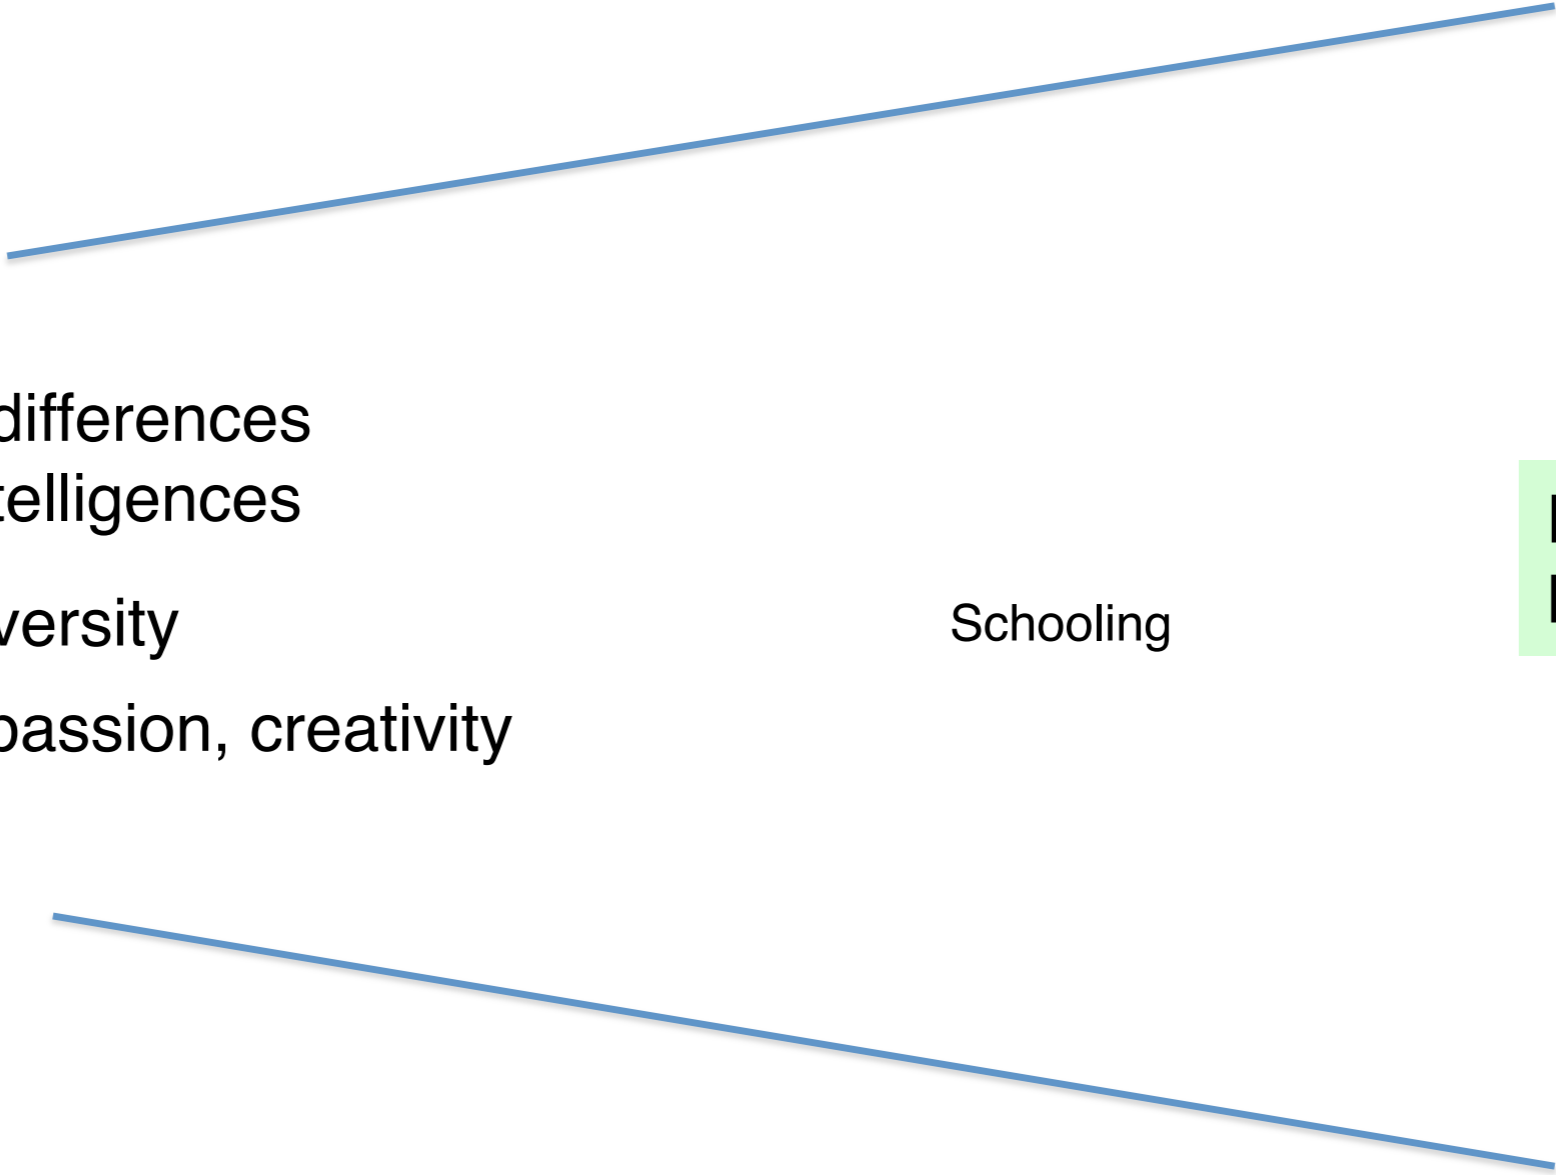 differences
telligences
versity
Schooling
passion, creativity